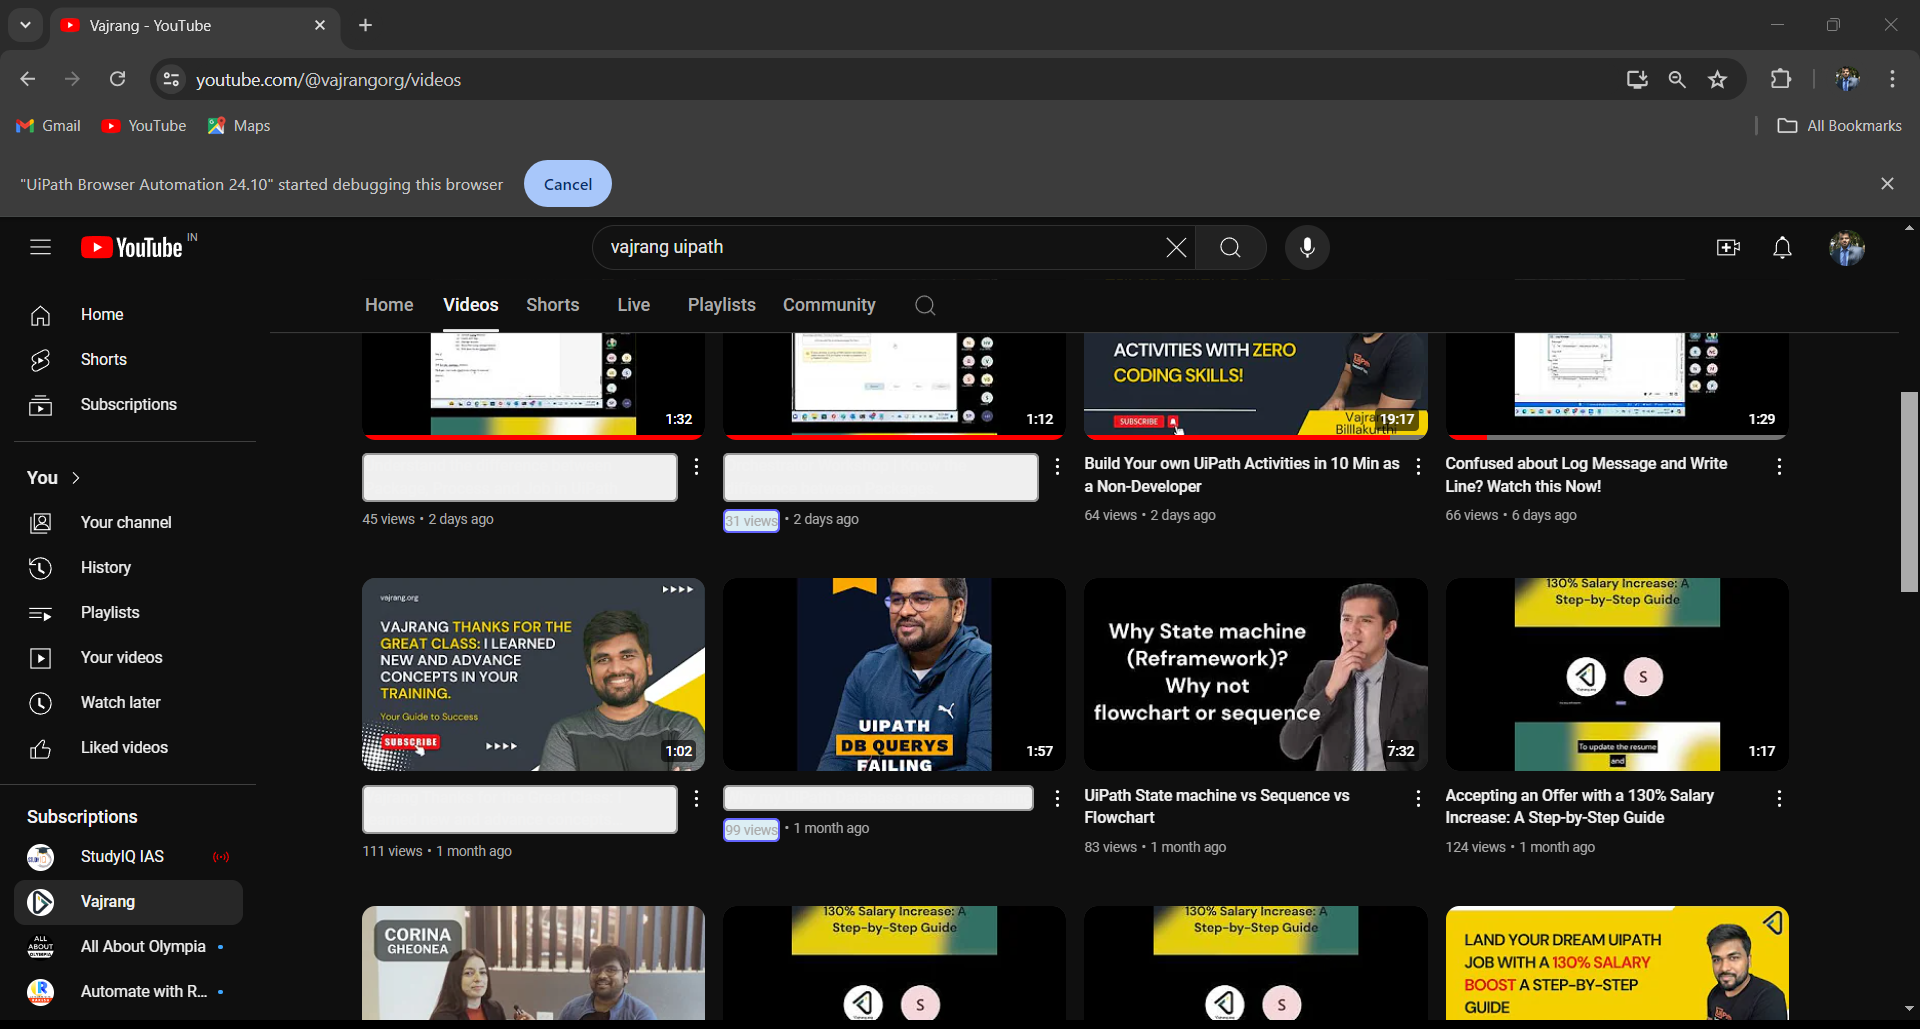 Vajrang - YouTube
youtube.com/@vajrangorg/videos
Gmail
YouTube
Maps
All Bookmarks
"UiPath Browser Automation 24.10" started debugging this browser
Cancel
YouTube IN
vajrang uipath
Home
Videos
Shorts
Live
Playlists
Community
Home
Shorts
Subscriptions
You
Your channel
History
Playlists
Your videos
Watch later
Liked videos
Subscriptions
StudyIQ IAS
Vajrang
ALL ABOUT OLYMPIA
All About Olympia
Automate with R...
1:32
1:12
ACTIVITIES WITH ZERO
CODING SKILLS!
SUBSCRIBE
Billlakurthi
19:17
1:29
45 views • 2 days ago
31 views • 2 days ago
Build Your own UiPath Activities in 10 Min as
a Non-Developer
64 views • 2 days ago
Confused about Log Message and Write
Line? Watch this Now!
66 views • 6 days ago
vajrang.org
VAJRANG THANKS FOR THE
GREAT CLASS: I LEARNED
NEW AND ADVANCE
CONCEPTS IN YOUR
TRAINING.
Your Guide to Success
SUBSCRIBE
1:02
UIPATH
DB QUERYS
FAILING
1:57
Why State machine
(Reframework)?
Why not
flowchart or sequence
7:32
130% Salary Increase: A
Step-by-Step Guide
S
To update the resume
and
1:17
111 views • 1 month ago
99 views • 1 month ago
UiPath State machine vs Sequence vs
Flowchart
83 views • 1 month ago
Accepting an Offer with a 130% Salary
Increase: A Step-by-Step Guide
124 views • 1 month ago
CORINA
GHEONEA
130% Salary Increase: A
Step-by-Step Guide
S
130% Salary Increase: A
Step-by-Step Guide
S
LAND YOUR DREAM UIPATH
JOB WITH A 130% SALARY
BOOST A STEP-BY-STEP
GUIDE